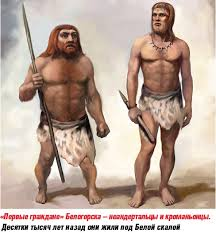 «Первые граждане» Белогорска – неандертальцы и кроманьонцы.
Десятки тысяч лет назад они жили под Белой скалой